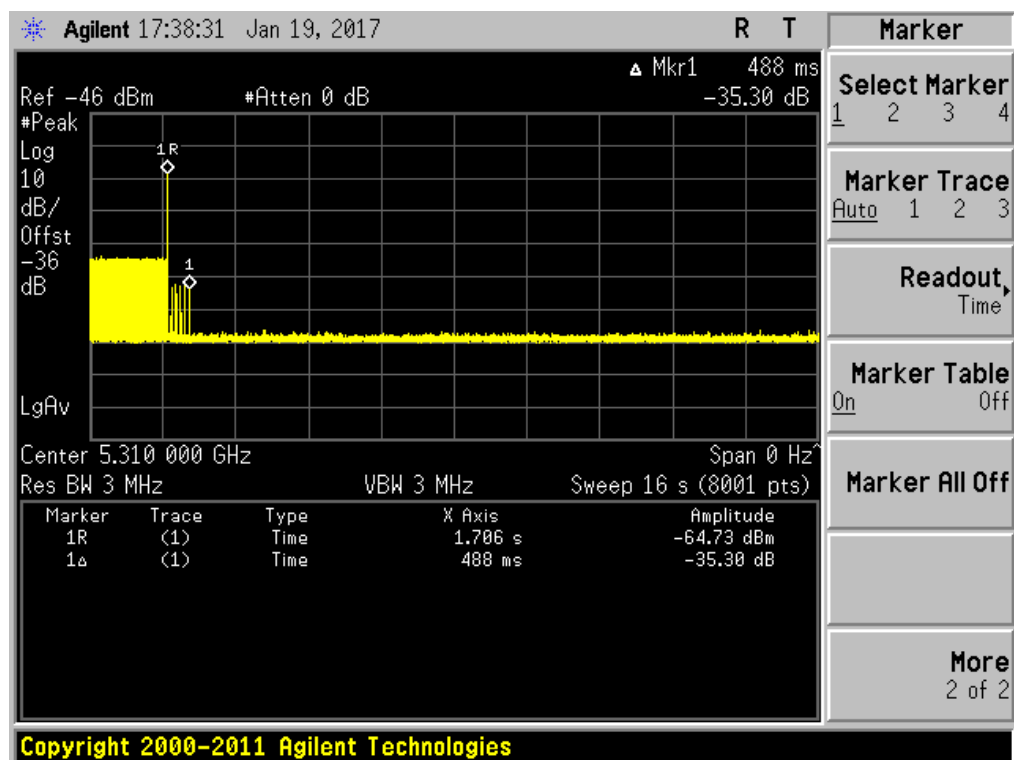 Agilent 17:38:31 Jan 19, 2017 R T
Δ Mkr1 488 ms
Ref -46 dBm #Atten 0 dB -35.30 dB
#Peak
Log
10
dB/
Offst
-36
dB
LgAv
1R
1
Center 5.310 000 GHz Span 0 Hz^
Res BW 3 MHz VBW 3 MHz Sweep 16 s (8001 pts)
Marker Trace Type X Axis Amplitude
1R (1) Time 1.706 s -64.73 dBm
1Δ (1) Time 488 ms -35.30 dB
Marker
Select Marker
1 2 3 4
Marker Trace
Auto 1 2 3
Readout
Time
Marker Table
On Off
Marker All Off
More
2 of 2
Copyright 2000-2011 Agilent Technologies